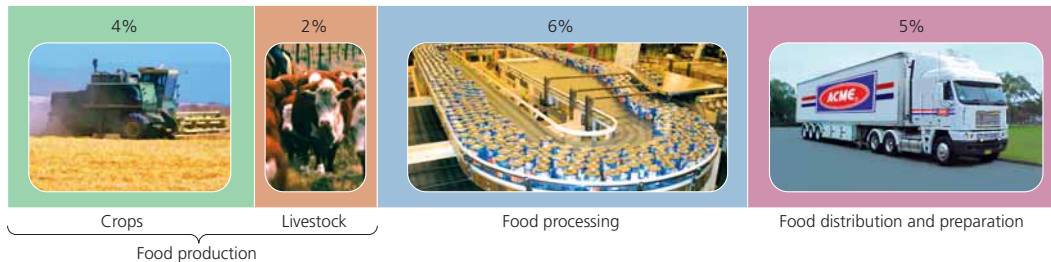 4% 2% 6% 5%
ACME
Crops Livestock Food processing Food distribution and preparation
Food production